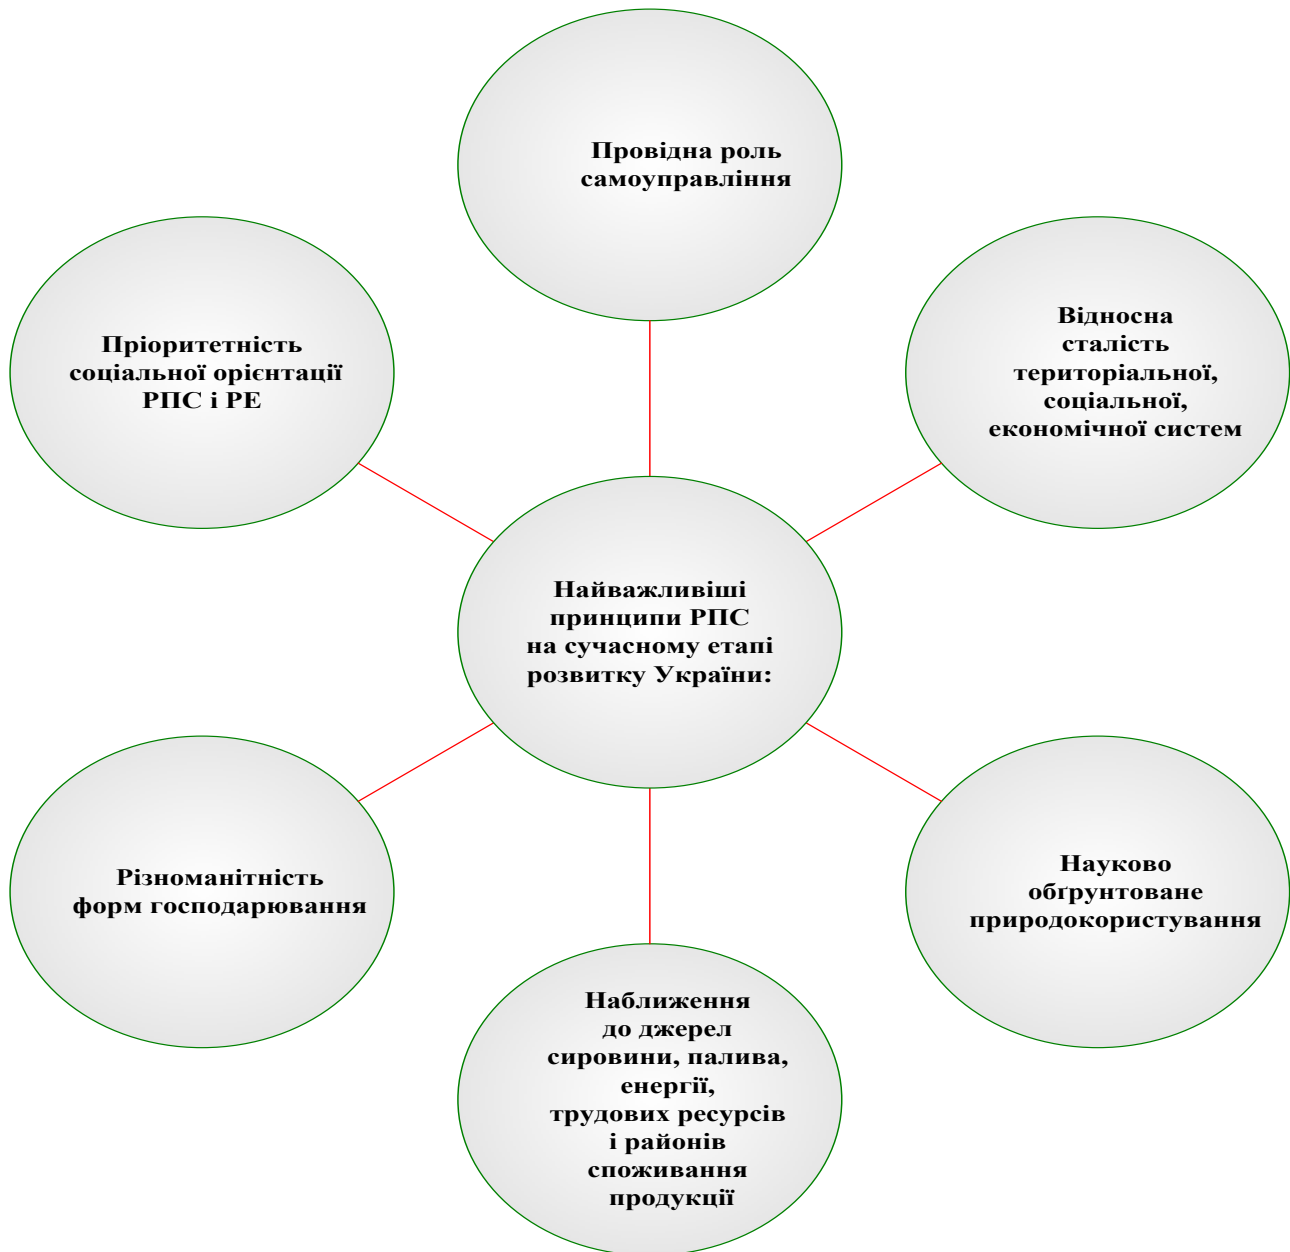 Провідна роль
самоуправління
Пріоритетність
соціальної орієнтації
РПС і РЕ
Відносна
сталість
територіальної,
соціальної,
економічної систем
Найважливіші
принципи РПС
на сучасному етапі
розвитку України:
Різноманітність
форм господарювання
Науково
обґрунтоване
природокористування
Наближення
до джерел
сировини, палива,
енергії,
трудових ресурсів
і районів
споживання
продукції